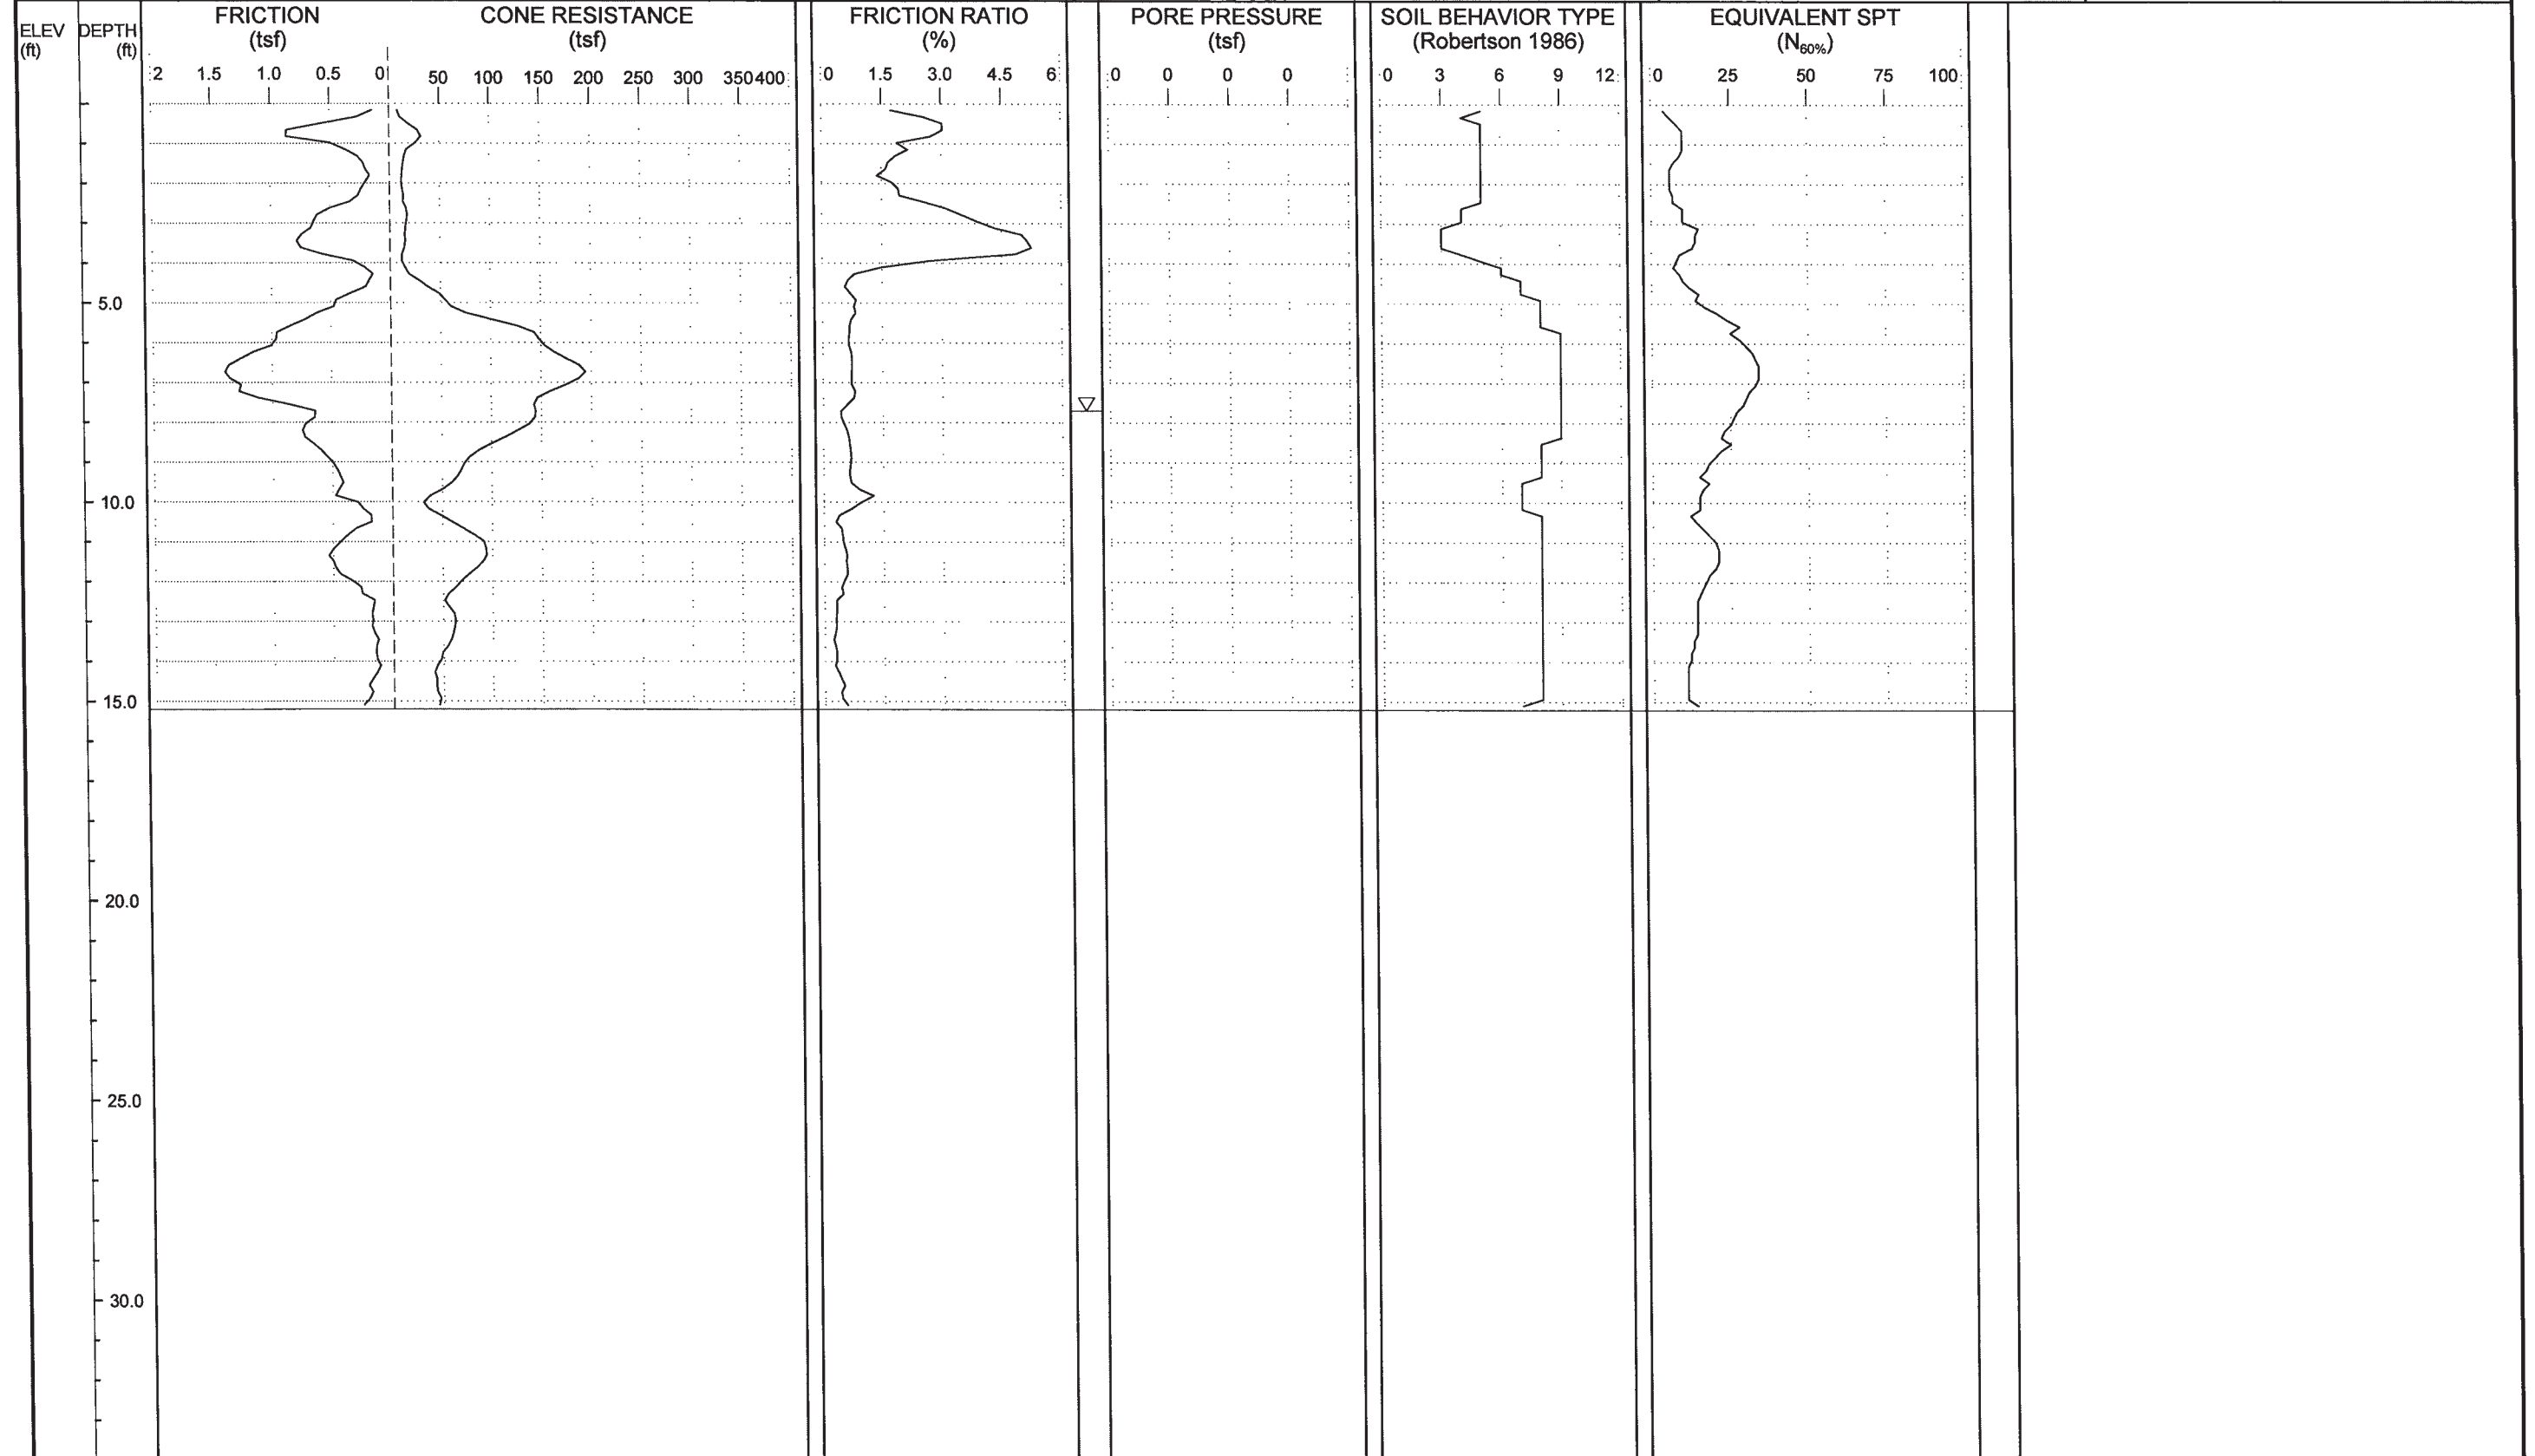 ELEV
(ft)
DEPTH
(ft)
FRICTION
(tsf)
CONE RESISTANCE
(tsf)
FRICTION RATIO
(%)
PORE PRESSURE
(tsf)
SOIL BEHAVIOR TYPE
(Robertson 1986)
EQUIVALENT SPT
(N60%)
2 1.5 1.0 0.5 0 50 100 150 200 250 300 350 400
0 1.5 3.0 4.5 6
0 0 0 0
0 3 6 9 12
0 25 50 75 100
5.0
10.0
15.0
20.0
25.0
30.0